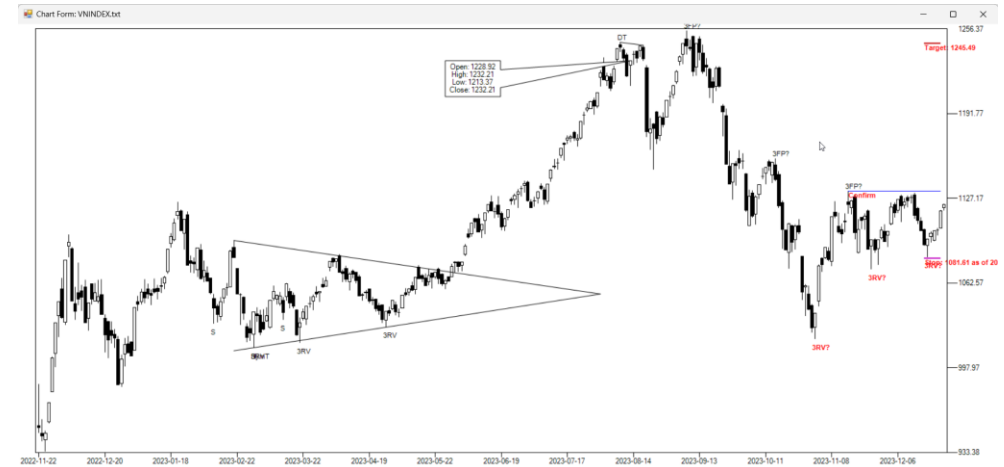 Chart Form: VNINDEX.txt
3FP?
1256.37
DT
Target: 1245.49
Open: 1228.92
High: 1232.21
Low: 1213.37
Close: 1232.21
1191.77
3FP?
3FP?
Confirm
1127.17
Stop: 1081.61 as of 20
3RV?
3RV?
1062.57
S
S
3RV
3RV
3RV?
997.97
933.38
2022-11-22
2022-12-20
2023-01-18
2023-02-22
2023-03-22
2023-04-19
2023-05-22
2023-06-19
2023-07-17
2023-08-14
2023-09-13
2023-10-11
2023-11-08
2023-12-06